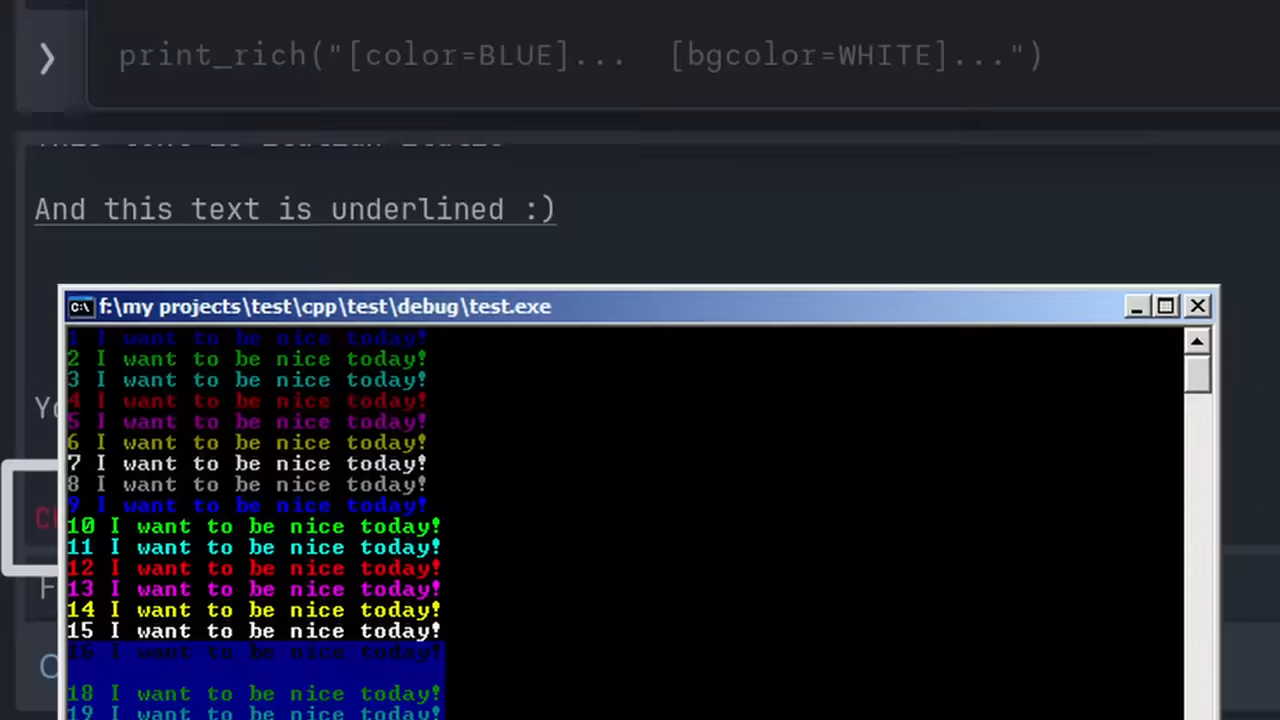 print_rich("[color=BLUE]...  [bgcolor=WHITE]...")
And this text is underlined :)
f:\my projects\test\cpp\test\debug\test.exe
1 I want to be nice today!
2 I want to be nice today!
3 I want to be nice today!
4 I want to be nice today!
5 I want to be nice today!
6 I want to be nice today!
7 I want to be nice today!
8 I want to be nice today!
9 I want to be nice today!
10 I want to be nice today!
11 I want to be nice today!
12 I want to be nice today!
13 I want to be nice today!
14 I want to be nice today!
15 I want to be nice today!
16 I want to be nice today!
18 I want to be nice today!
19 I want to be nice today!